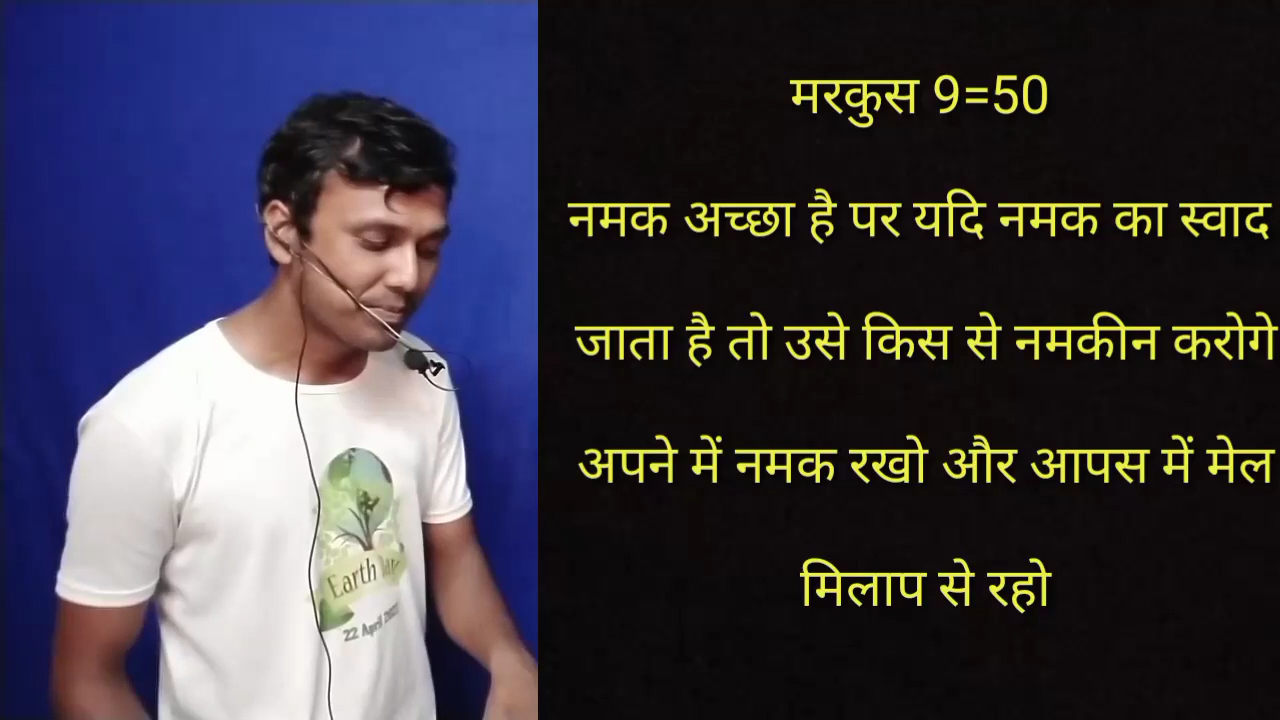 मरकुस 9=50
नमक अच्छा है पर यदि नमक का स्वाद
जाता है तो उसे किस से नमकीन करोगे
अपने में नमक रखो और आपस में मेल
मिलाप से रहो
Earth
22 April